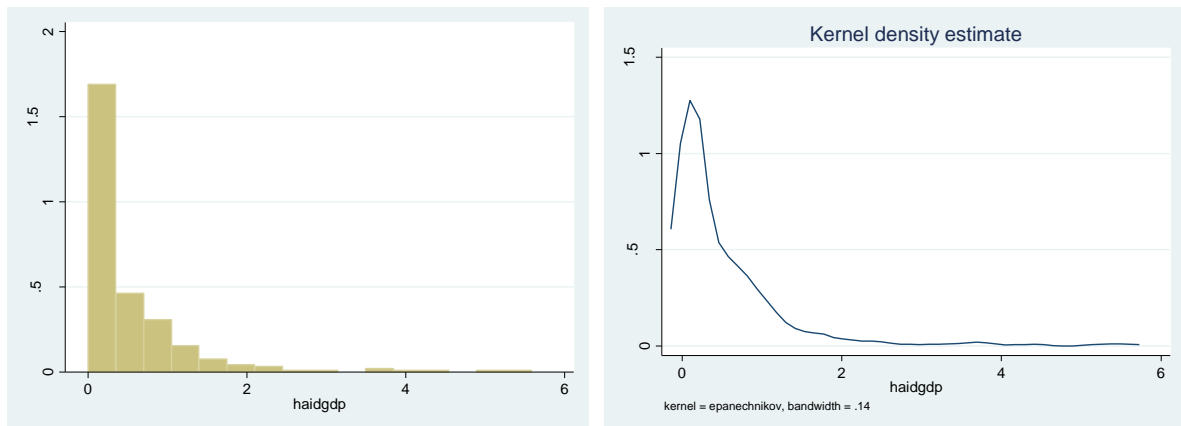 2
1.5
1
.5
0
0 2 4 6
haidgdp
Kernel density estimate
1.5
1
.5
0
0 2 4 6
haidgdp
kernel = epanechnikov, bandwidth = .14